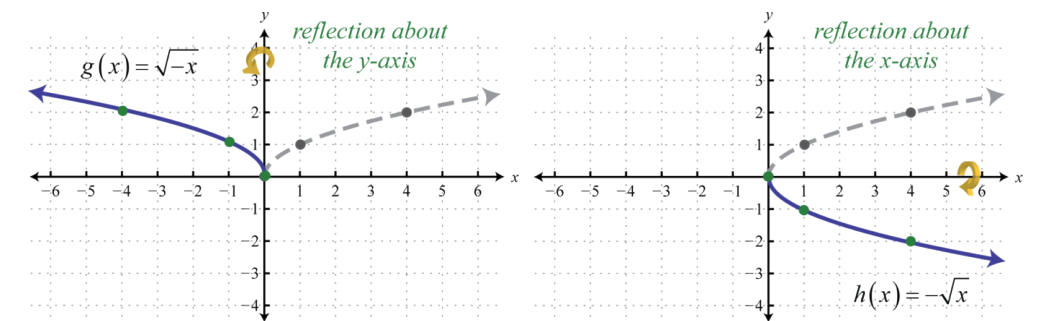 y
reflection about
the y-axis
g(x) = √−x
4
3
2
1
−6 −5 −4 −3 −2 −1 1 2 3 4 5 6 x
−1
−2
−3
−4
y
reflection about
the x-axis
4
3
2
1
−6 −5 −4 −3 −2 −1 1 2 3 4 5 6 x
−1
−2
−3
−4
h(x) = −√x